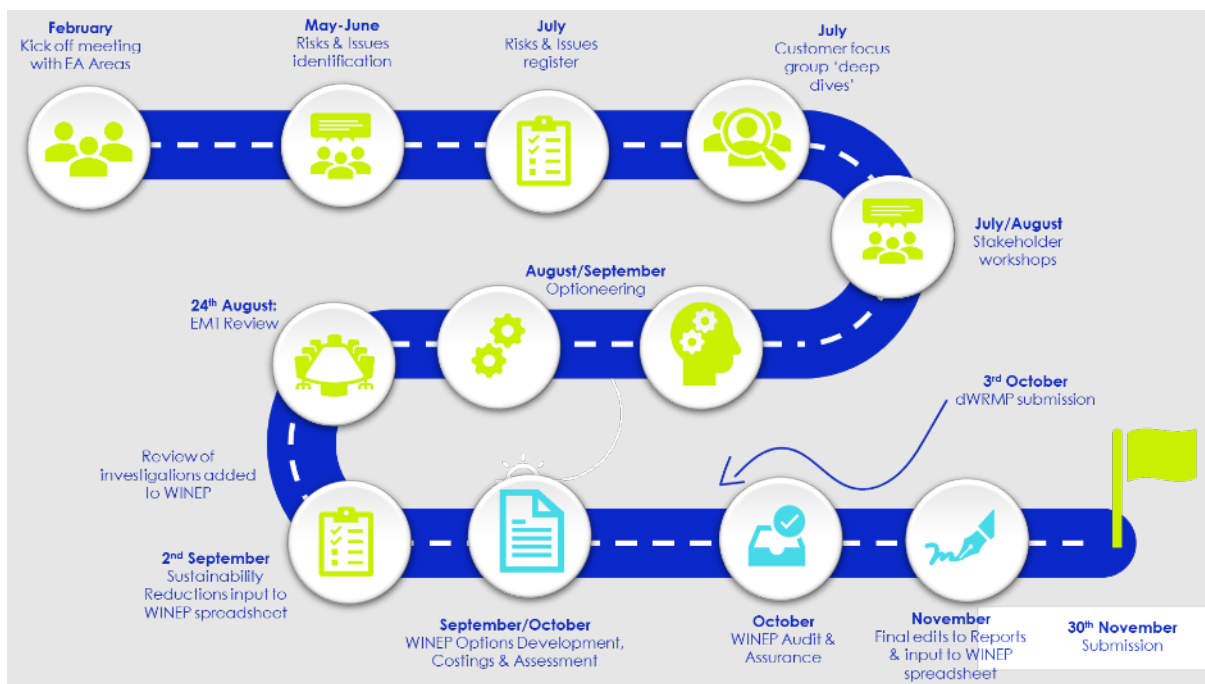 February
Kick off meeting
with EA Areas
May-June
Risks & Issues
identification
July
Risks & Issues
register
July
Customer focus
group ‘deep
dives’
July/August
Stakeholder
workshops
August/September
Optioneering
24th August:
EMT Review
3rd October
dWRMP submission
Review of
investigations added
to WINEP
2nd September
Sustainability
Reductions input to
WINEP spreadsheet
September/October
WINEP Options Development,
Costings & Assessment
October
WINEP Audit &
Assurance
November
Final edits to Reports
& input to WINEP
spreadsheet
30th November
Submission